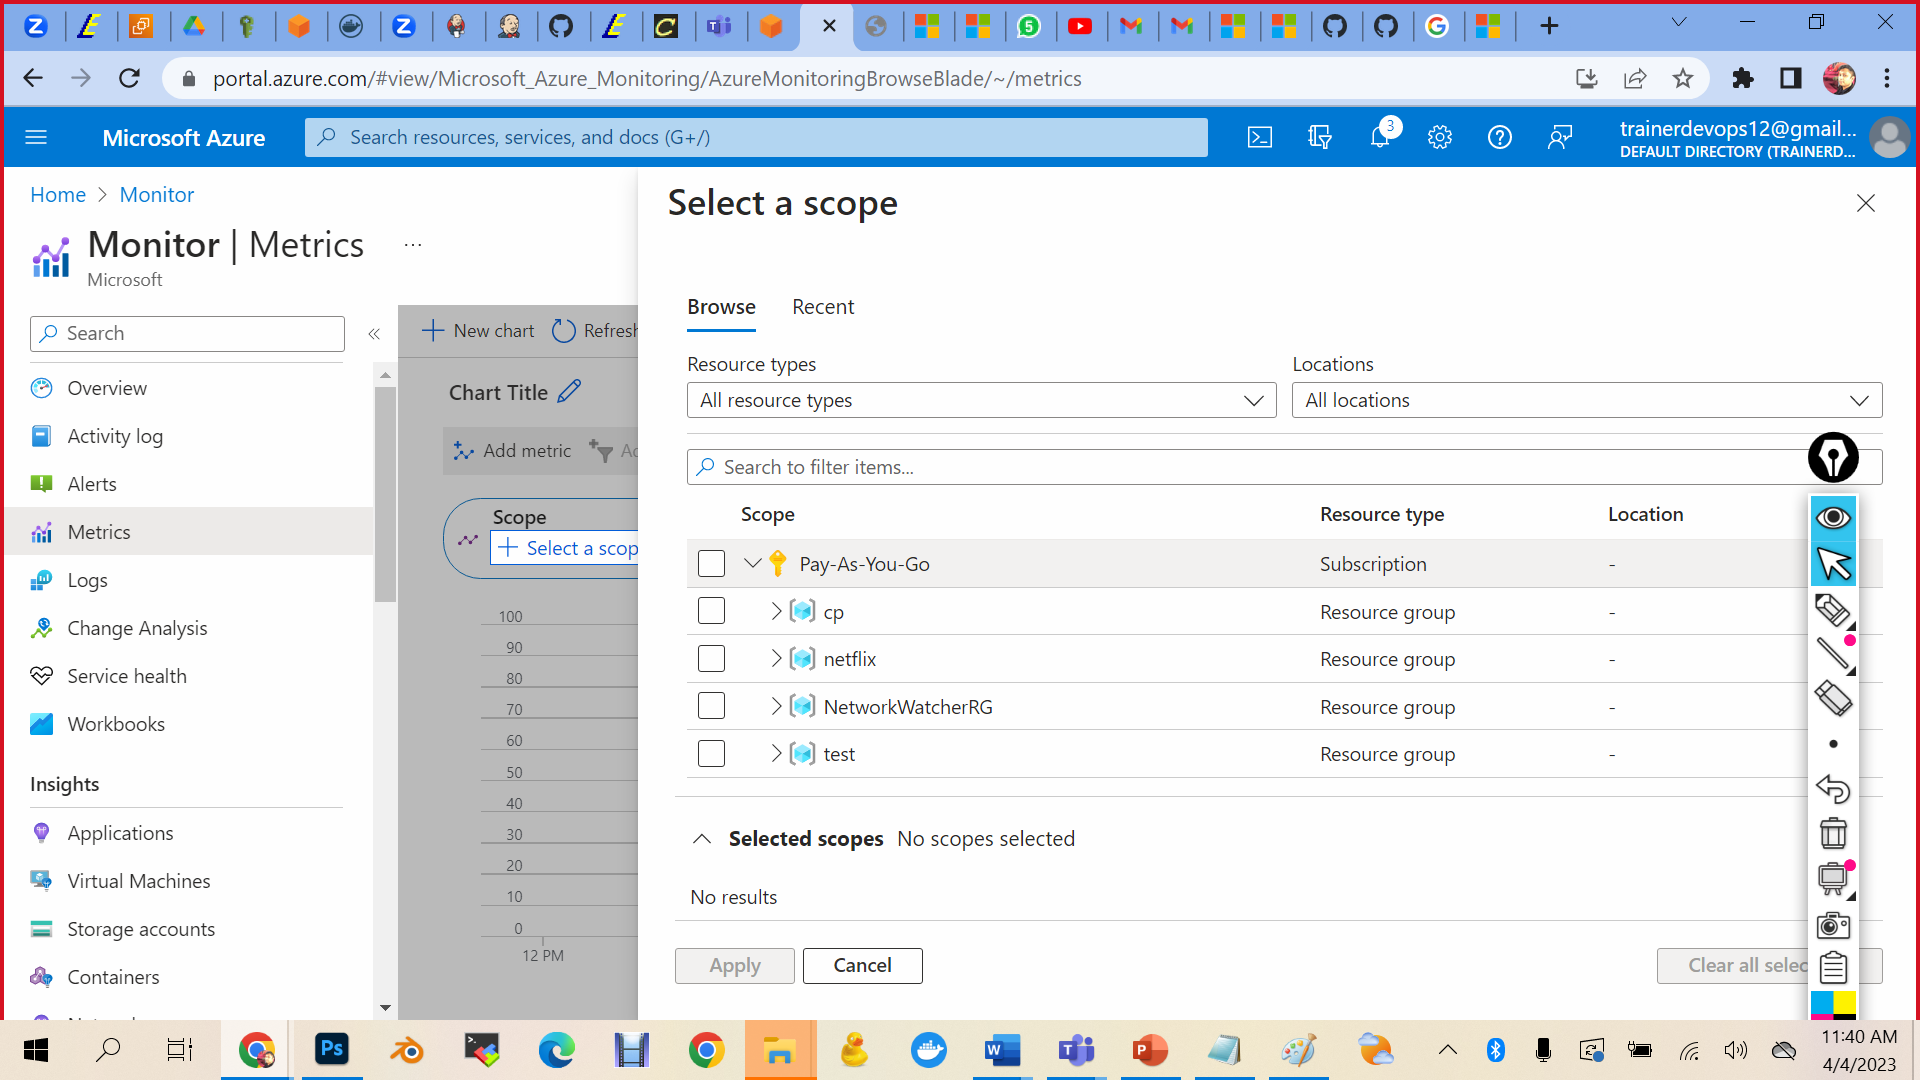 portal.azure.com/#view/Microsoft_Azure_Monitoring/AzureMonitoringBrowseBlade/~/metrics
Microsoft Azure
Search resources, services, and docs (G+/)
3
trainerdevops12@gmail...
DEFAULT DIRECTORY (TRAINERD...
Home > Monitor
Monitor | Metrics ...
Microsoft
Search
«
Overview
Activity log
Alerts
Metrics
Logs
Change Analysis
Service health
Workbooks
Insights
Applications
Virtual Machines
Storage accounts
Containers
New chart
Refresh
Chart Title
Add metric
Scope
Select a scop
100
90
80
70
60
50
40
30
20
10
0
12 PM
Select a scope
Browse
Recent
Resource types
Locations
All resource types
All locations
Search to filter items...
Scope Resource type Location
Pay-As-You-Go Subscription -
cp Resource group -
netflix Resource group -
NetworkWatcherRG Resource group -
test Resource group -
Selected scopes No scopes selected
No results
Apply
Cancel
Clear all selec
5
Ps
W
T
P
11:40 AM
4/4/2023